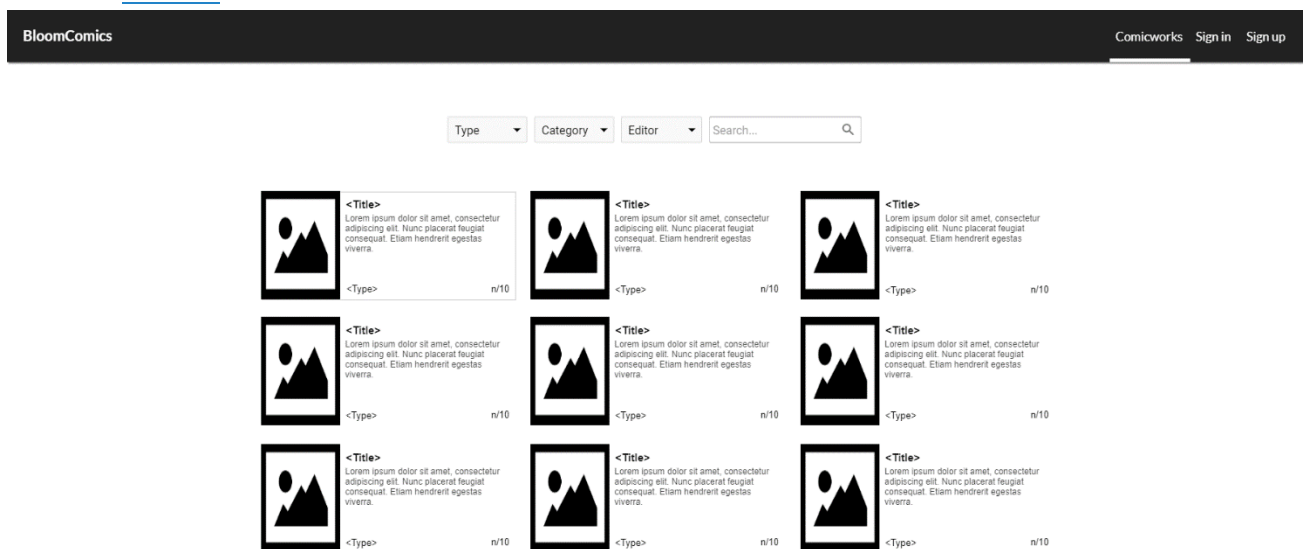 BloomComics
Comicworks Sign in Sign up
Type Category Editor Search...
<Title>
Lorem ipsum dolor sit amet, consectetur
adipiscing elit. Nunc placerat feugiat
consequat. Etiam hendrerit egestas
viverra.
<Type> n/10
<Title>
Lorem ipsum dolor sit amet, consectetur
adipiscing elit. Nunc placerat feugiat
consequat. Etiam hendrerit egestas
viverra.
<Type> n/10
<Title>
Lorem ipsum dolor sit amet, consectetur
adipiscing elit. Nunc placerat feugiat
consequat. Etiam hendrerit egestas
viverra.
<Type> n/10
<Title>
Lorem ipsum dolor sit amet, consectetur
adipiscing elit. Nunc placerat feugiat
consequat. Etiam hendrerit egestas
viverra.
<Type> n/10
<Title>
Lorem ipsum dolor sit amet, consectetur
adipiscing elit. Nunc placerat feugiat
consequat. Etiam hendrerit egestas
viverra.
<Type> n/10
<Title>
Lorem ipsum dolor sit amet, consectetur
adipiscing elit. Nunc placerat feugiat
consequat. Etiam hendrerit egestas
viverra.
<Type> n/10
<Title>
Lorem ipsum dolor sit amet, consectetur
adipiscing elit. Nunc placerat feugiat
consequat. Etiam hendrerit egestas
viverra.
<Type> n/10
<Title>
Lorem ipsum dolor sit amet, consectetur
adipiscing elit. Nunc placerat feugiat
consequat. Etiam hendrerit egestas
viverra.
<Type> n/10
<Title>
Lorem ipsum dolor sit amet, consectetur
adipiscing elit. Nunc placerat feugiat
consequat. Etiam hendrerit egestas
viverra.
<Type> n/10